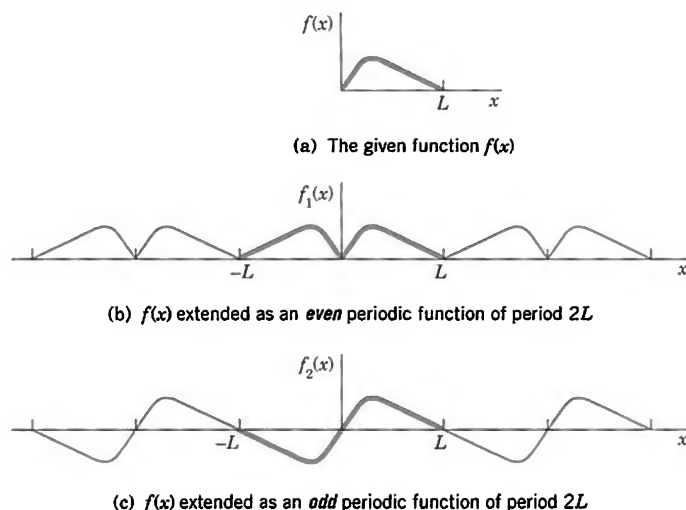 f(x)
L x
(a) The given function f(x)
f₁(x)
−L L x
(b) f(x) extended as an even periodic function of period 2L
f₂(x)
−L L x
(c) f(x) extended as an odd periodic function of period 2L